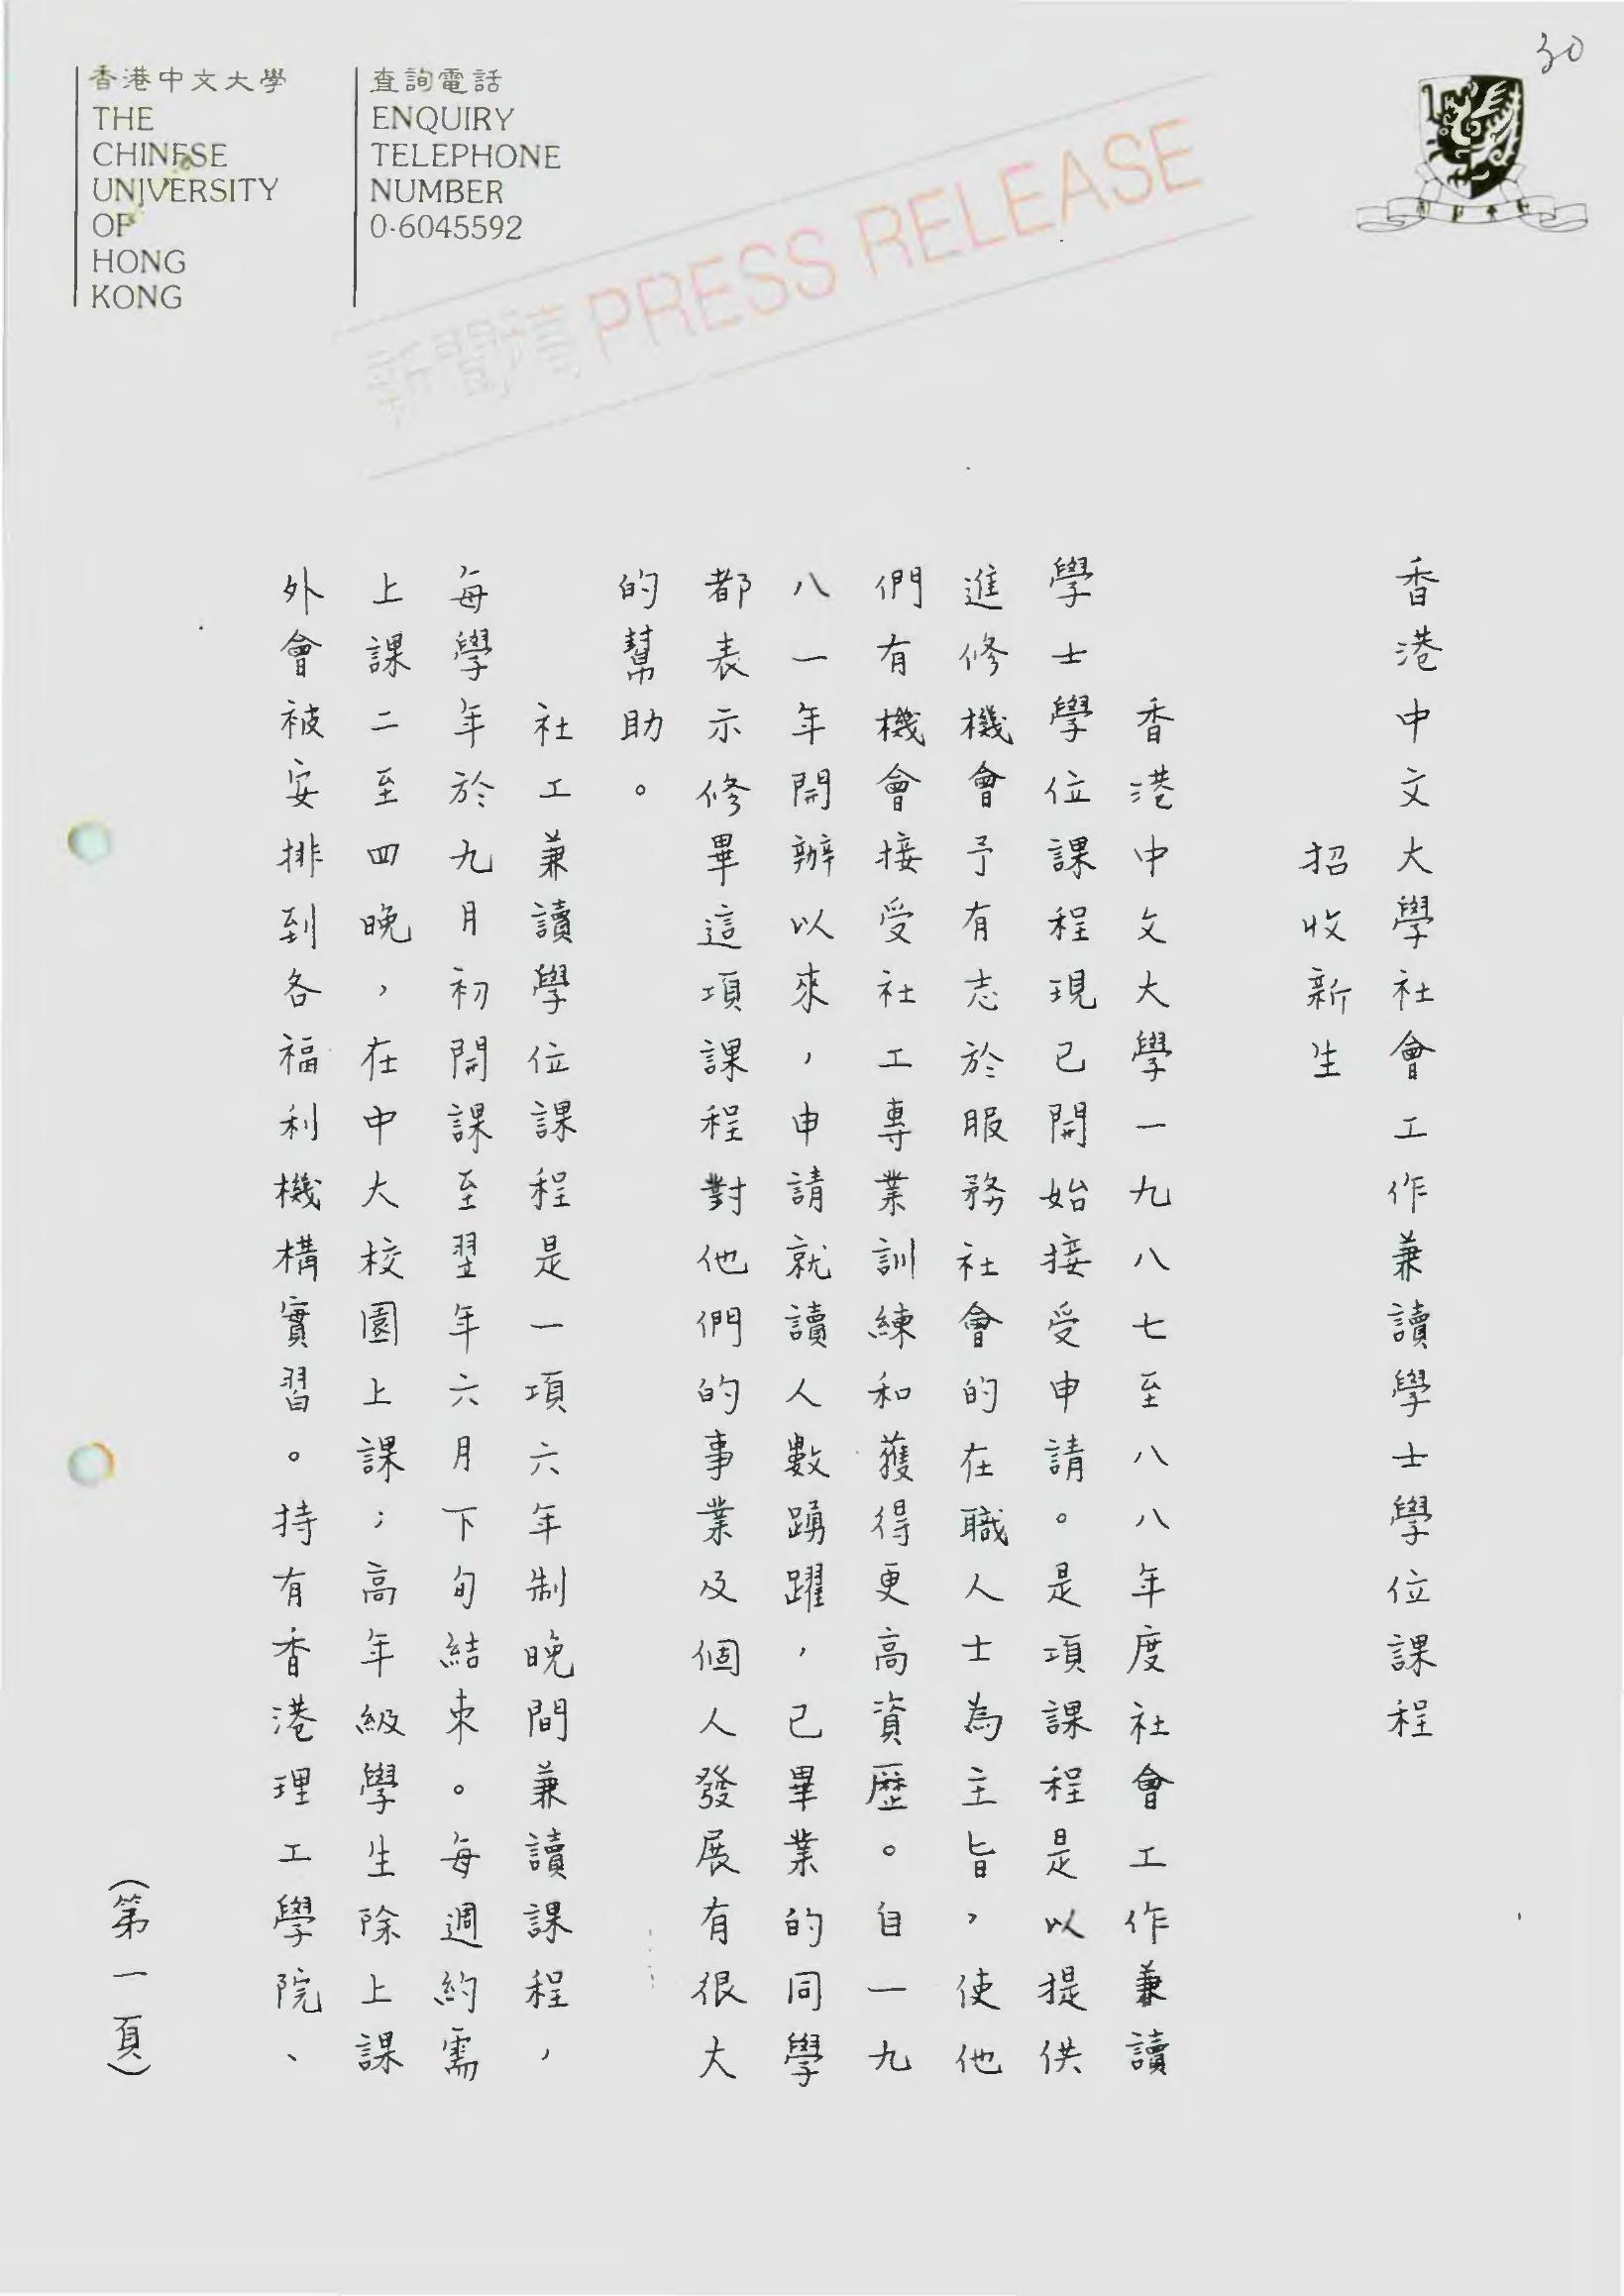 30
香港中文大學
THE
CHINESE
UNIVERSITY
OF
HONG
KONG
查詢電話
ENQUIRY
TELEPHONE
NUMBER
0-6045592
新聞稿 PRESS RELEASE
香港中文大學社會工作兼讀學士學位課程
招收新生
香港中文大學一九八七至八八年度社會工作兼讀
學士學位課程現已開始接受申請。是項課程是以提供
進修機會予有志於服務社會的在職人士為主旨，使他
們有機會接受社工專業訓練和獲得更高資歷。自一九
八一年開辦以來，申請就讀人數踴躍，已畢業的同學
都表示修畢這項課程對他們的事業及個人發展有很大
的幫助。
社工兼讀學位課程是一項六年制晚間兼讀課程，
每學年於九月初開課至翌年六月下旬結束。每週約需
上課二至四晚，在中大校園上課；高年級學生除上課
外會被安排到各福利機構實習。持有香港理工學院、
（第一頁）